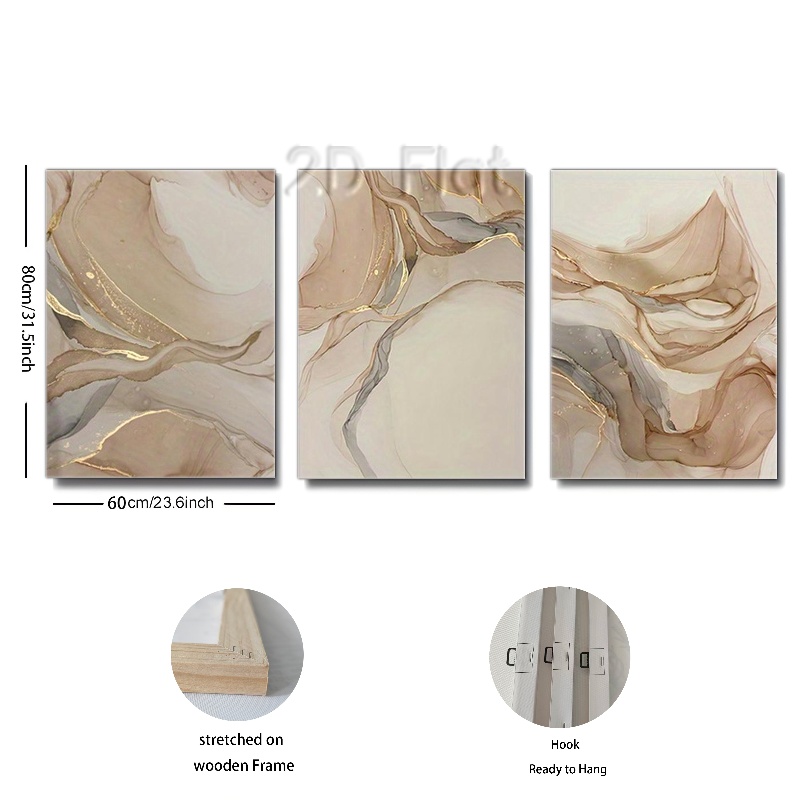 2D Flat
80cm/31.5inch
60cm/23.6inch
stretched on
wooden Frame
Hook
Ready to Hang